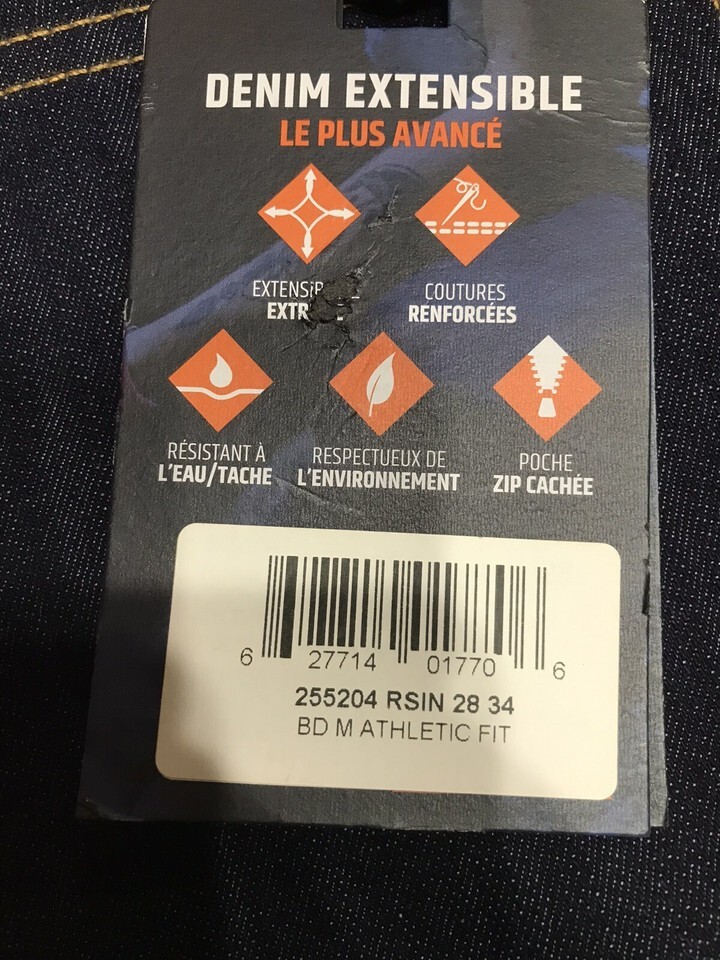 DENIM EXTENSIBLE
LE PLUS AVANCÉ
COUTURES
RENFORCÉES
RÉSISTANT À
L'EAU/TACHE
RESPECTUEUX DE
L'ENVIRONNEMENT
POCHE
ZIP CACHÉE
6 27714 01770 6
255204 RSIN 28 34
BD M ATHLETIC FIT